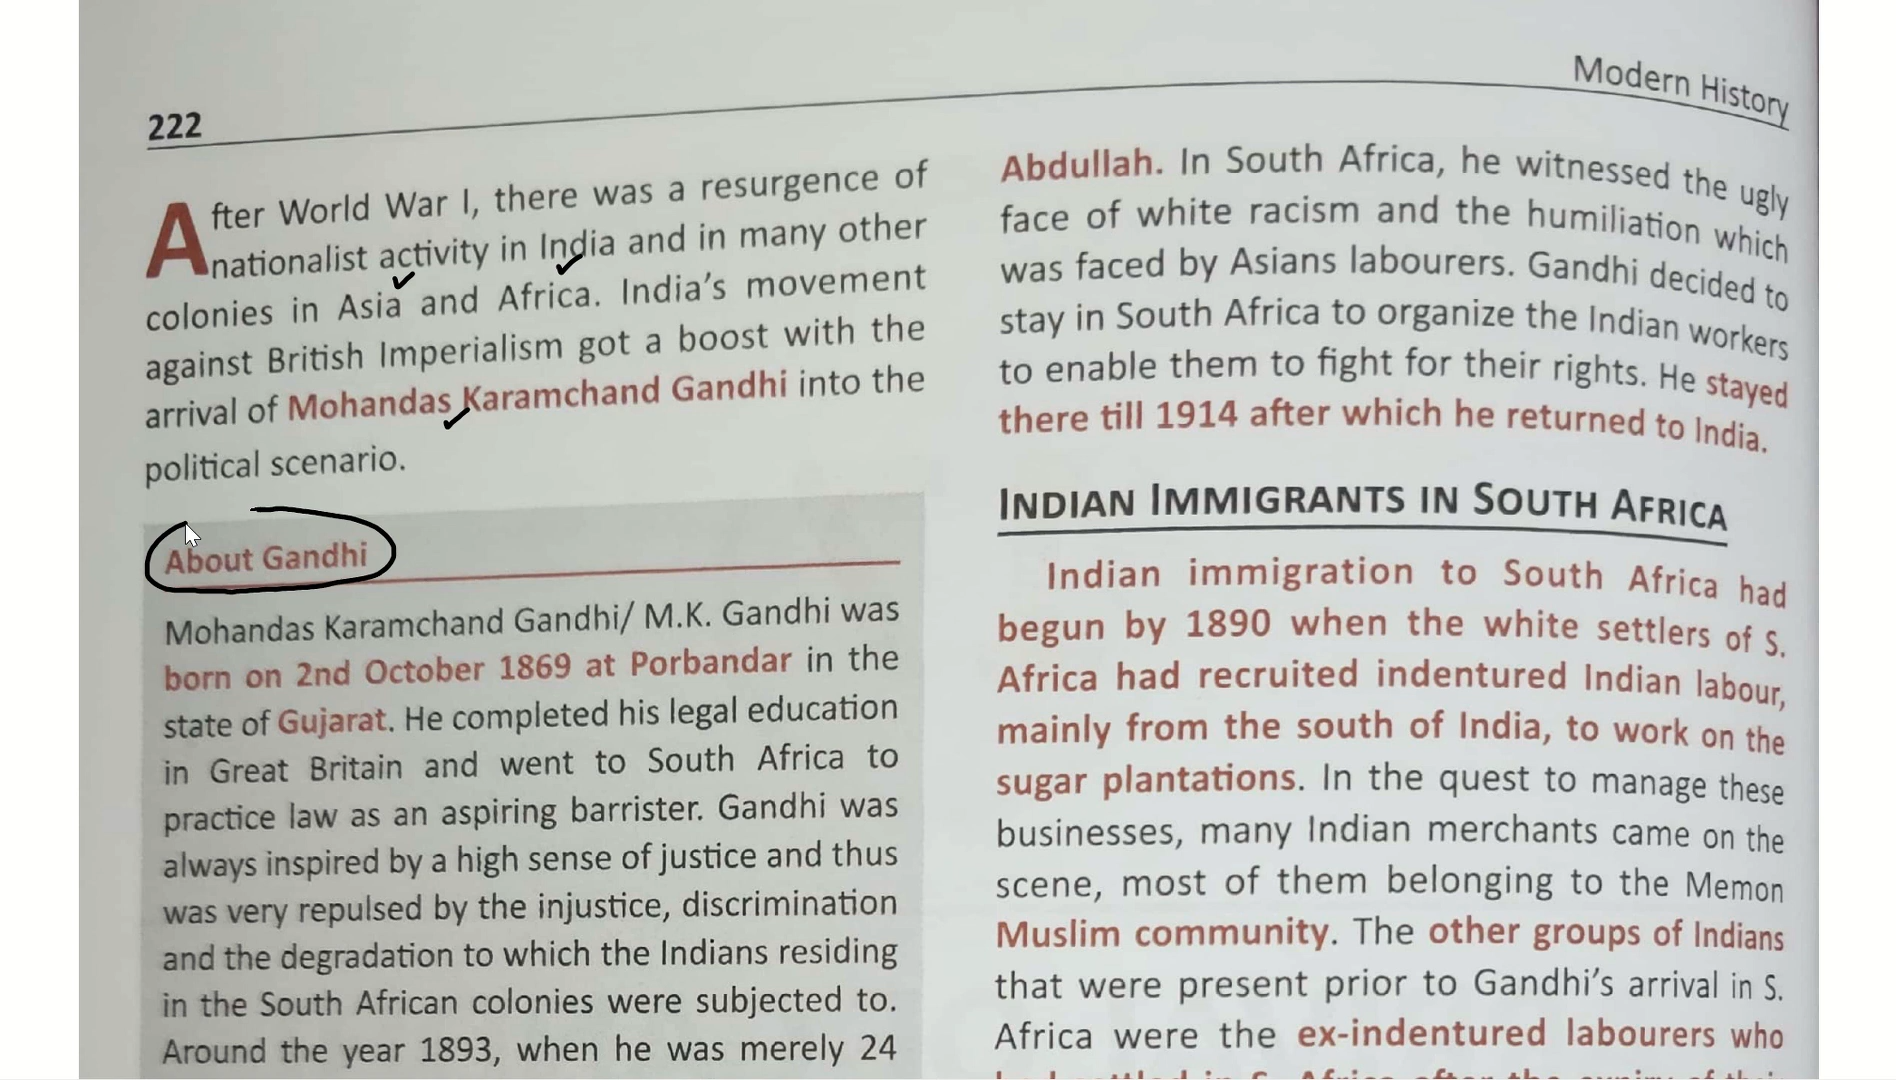 222
Modern History
After World War I, there was a resurgence of
nationalist activity in India and in many other
colonies in Asia and Africa. India's movement
against British Imperialism got a boost with the
arrival of Mohandas Karamchand Gandhi into the
political scenario.
About Gandhi
Mohandas Karamchand Gandhi/ M.K. Gandhi was
born on 2nd October 1869 at Porbandar in the
state of Gujarat. He completed his legal education
in Great Britain and went to South Africa to
practice law as an aspiring barrister. Gandhi was
always inspired by a high sense of justice and thus
was very repulsed by the injustice, discrimination
and the degradation to which the Indians residing
in the South African colonies were subjected to.
Around the year 1893, when he was merely 24
Abdullah. In South Africa, he witnessed the ugly
face of white racism and the humiliation which
was faced by Asians labourers. Gandhi decided to
stay in South Africa to organize the Indian workers
to enable them to fight for their rights. He stayed
there till 1914 after which he returned to India.
INDIAN IMMIGRANTS IN SOUTH AFRICA
Indian immigration to South Africa had
begun by 1890 when the white settlers of S.
Africa had recruited indentured Indian labour,
mainly from the south of India, to work on the
sugar plantations. In the quest to manage these
businesses, many Indian merchants came on the
scene, most of them belonging to the Memon
Muslim community. The other groups of Indians
that were present prior to Gandhi's arrival in S.
Africa were the ex-indentured labourers who